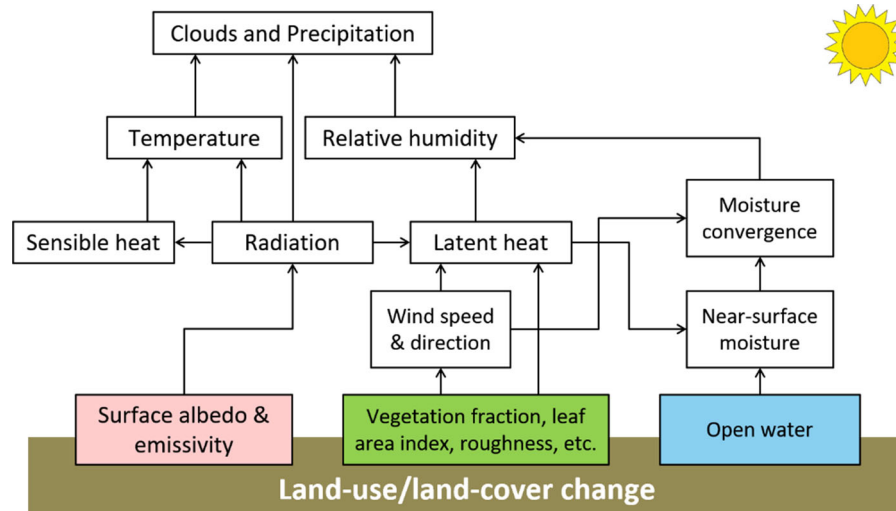 Clouds and Precipitation
Temperature
Relative humidity
Sensible heat
Radiation
Latent heat
Moisture
convergence
Wind speed
& direction
Near-surface
moisture
Surface albedo &
emissivity
Vegetation fraction, leaf
area index, roughness, etc.
Open water
Land-use/land-cover change